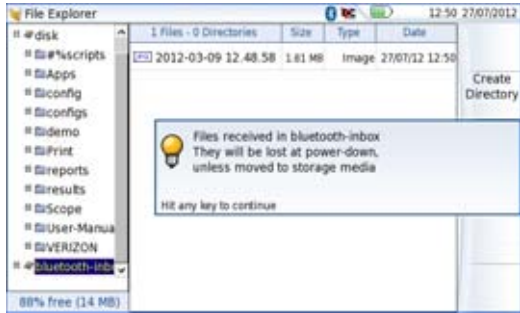 File Explorer
12:50 27/07/2012
disk
#%scripts
Apps
config
configs
demo
Print
reports
results
Scope
User-Manua
VERIZON
bluetooth-inb
88% free (14 MB)
1 Files - 0 Directories Size Type Date
JPG 2012-03-09 12.48.58 1.81 MB Image 27/07/12 12:50
Files received in bluetooth-inbox
They will be lost at power-down,
unless moved to storage media
Hit any key to continue
Create
Directory